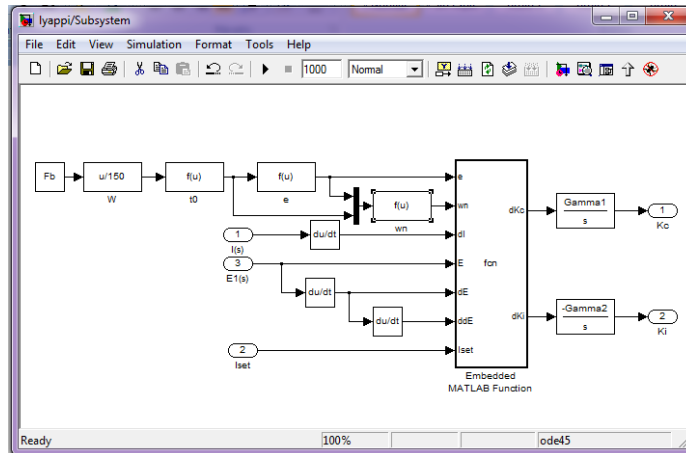 Iyappi/Subsystem
File Edit View Simulation Format Tools Help
1000 Normal
Fb
u/150
W
f(u)
t0
f(u)
e
f(u)
wn
1
I(s)
du/dt
3
E1(s)
du/dt
du/dt
2
Iset
e
wn
dI
E
dE
ddE
Iset
fcn
dKc
dKi
Embedded
MATLAB Function
Gamma1
s
1
Kc
-Gamma2
s
2
Ki
Ready 100% ode45